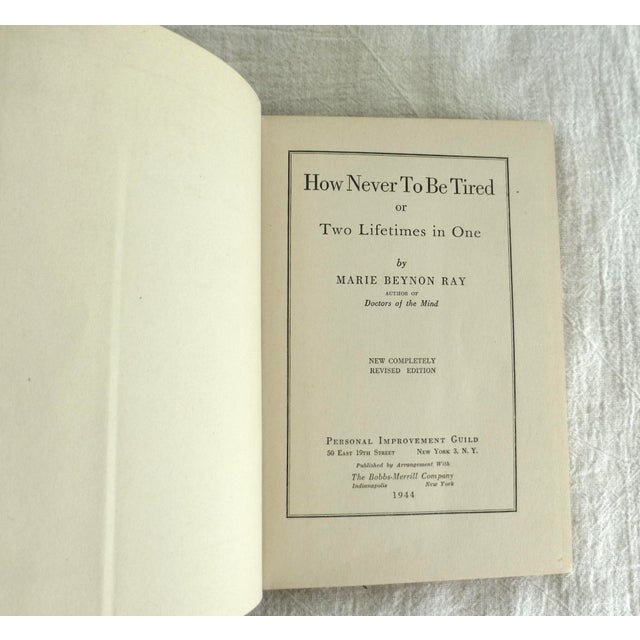 How Never To Be Tired
or
Two Lifetimes in One
by
MARIE BEYNON RAY
AUTHOR OF
Doctors of the Mind
NEW COMPLETELY
REVISED EDITION
PERSONAL IMPROVEMENT GUILD
50 EAST 19TH STREET NEW YORK 3, N. Y.
Published by Arrangement With
The Bobbs-Merrill Company
Indianapolis New York
1944